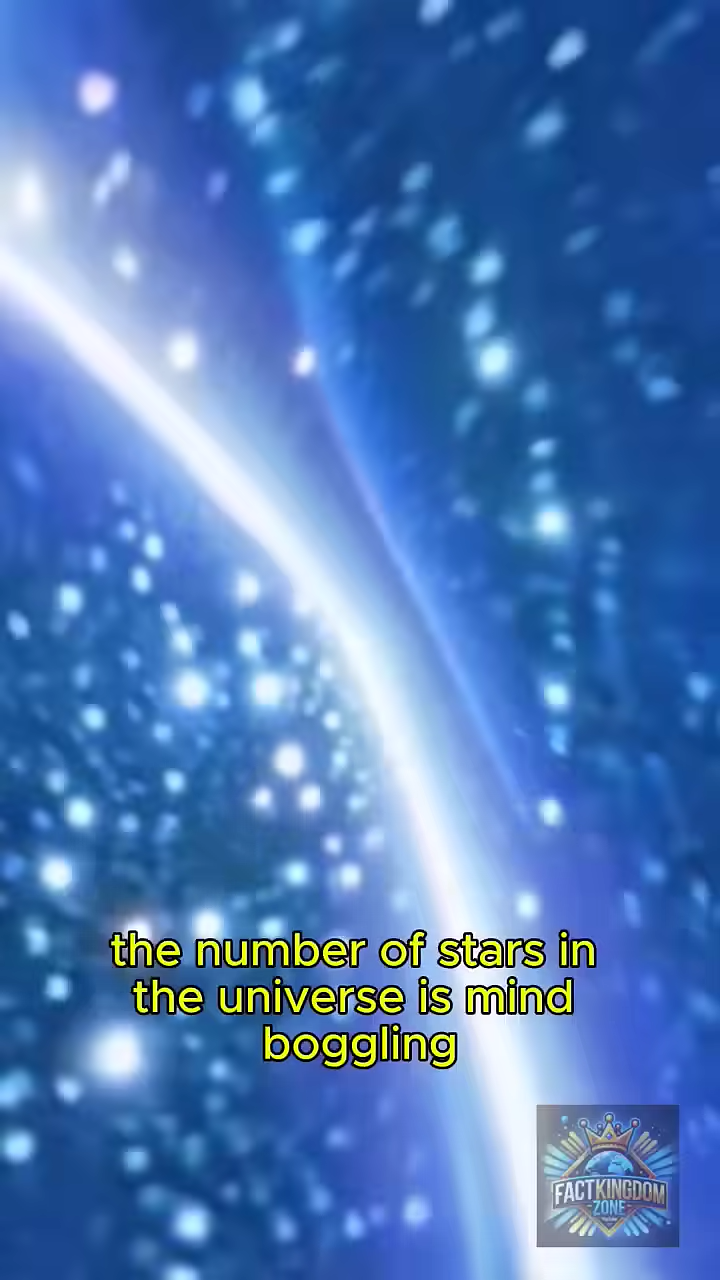 the number of stars in
the universe is mind
boggling
FACTKINGDOM
ZONE